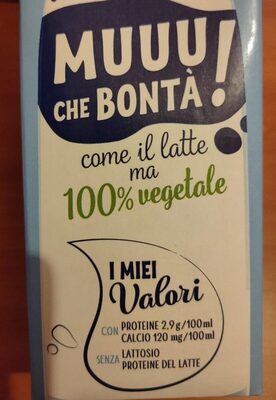 MUUU
CHE BONTÀ!
come il latte
ma
100% vegetale
I MIEI
Valori
CON PROTEINE 2,9 g/100 ml
CALCIO 120 mg/100 ml
SENZA LATTOSIO
PROTEINE DEL LATTE